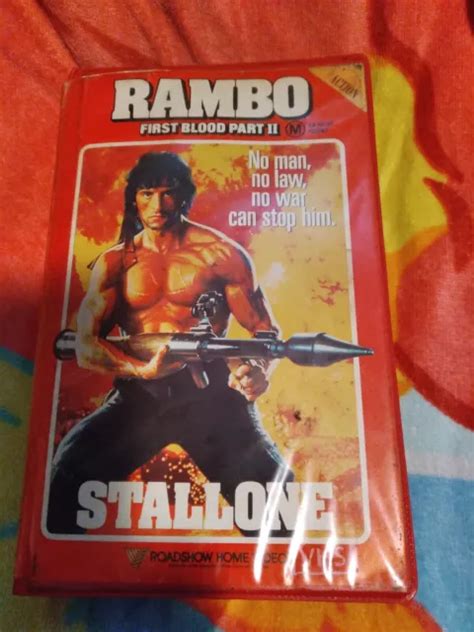 RAMBO
ACTION
FIRST BLOOD PART II M
No man,
no law,
no war
can stop him.
STALLONE
ROADSHOW HOME VIDEO
VHS